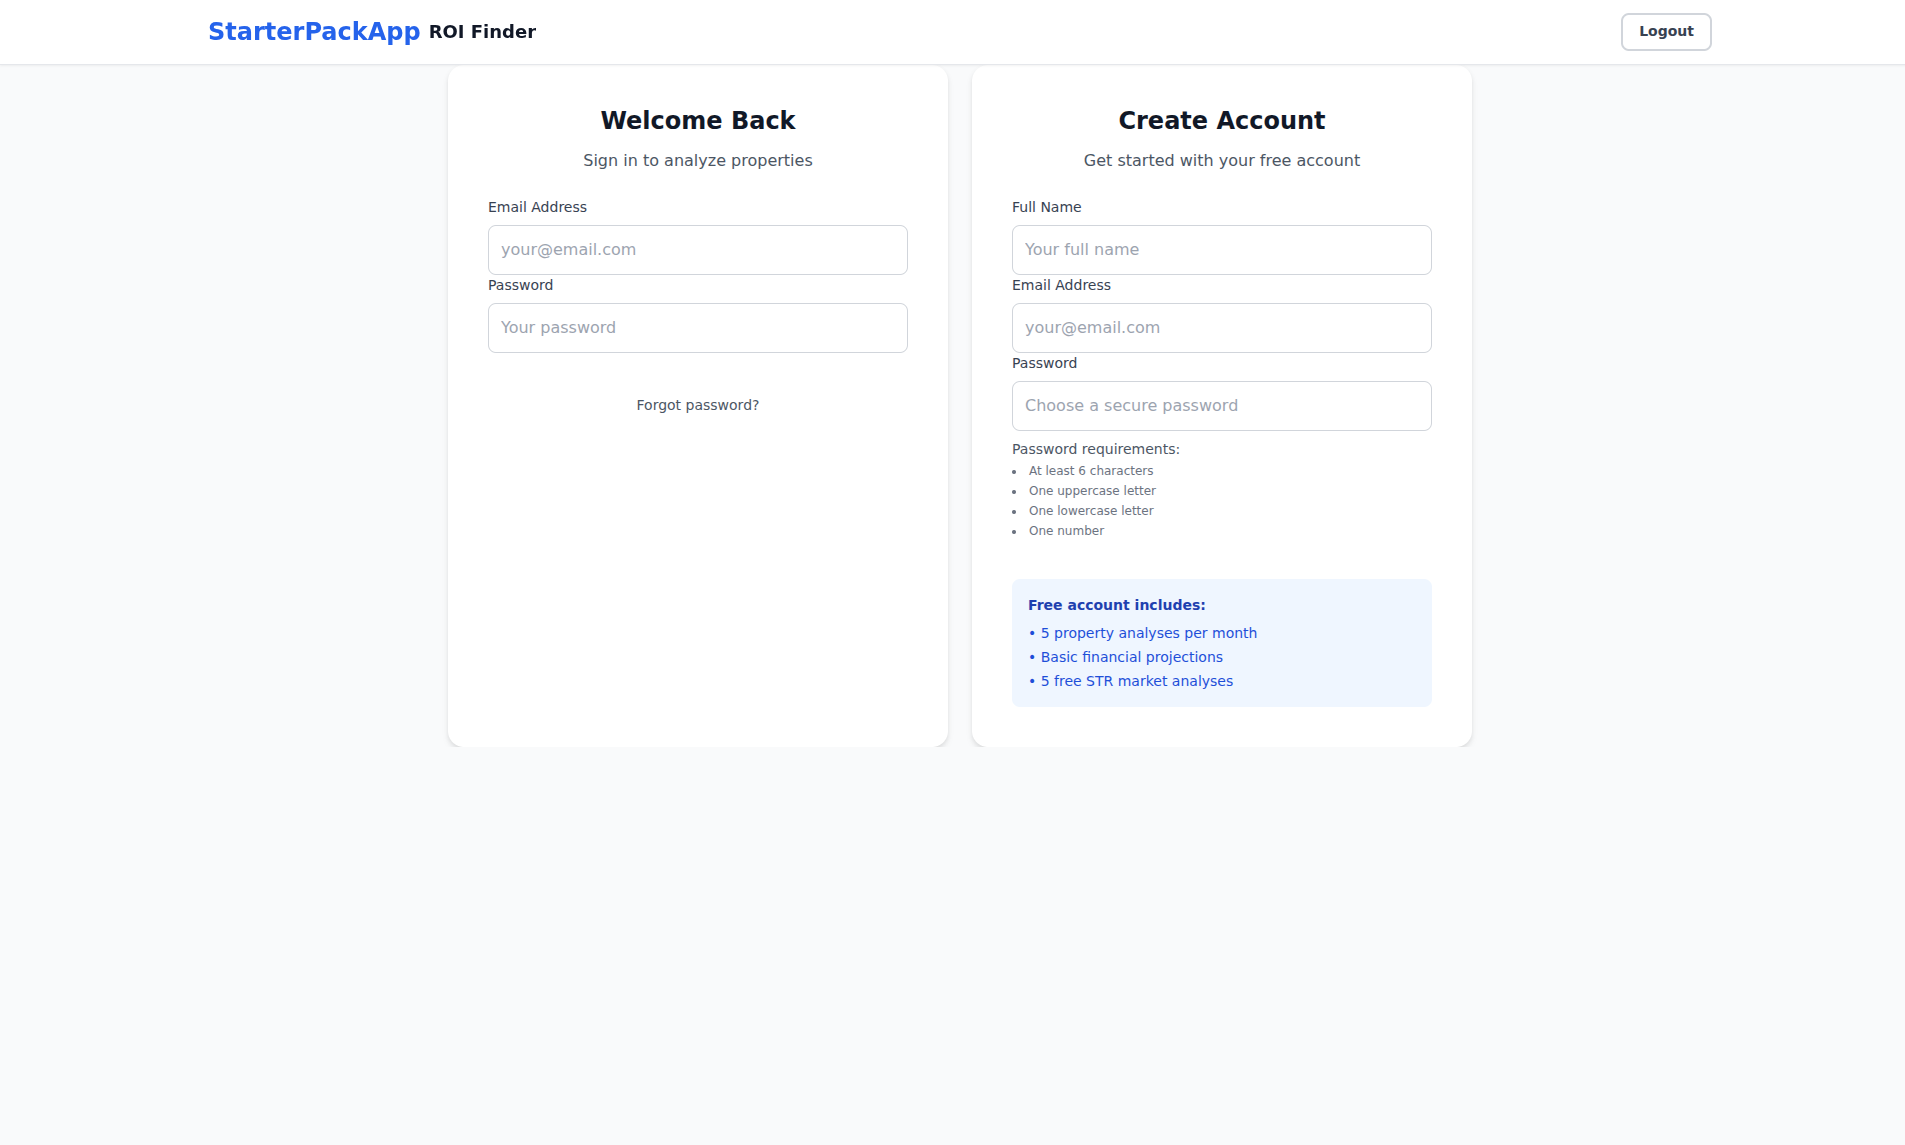 StarterPackApp ROI Finder
Logout
Welcome Back
Sign in to analyze properties
Email Address
your@email.com
Password
Your password
Forgot password?
Create Account
Get started with your free account
Full Name
Your full name
Email Address
your@email.com
Password
Choose a secure password
Password requirements:
• At least 6 characters
• One uppercase letter
• One lowercase letter
• One number
Free account includes:
• 5 property analyses per month
• Basic financial projections
• 5 free STR market analyses